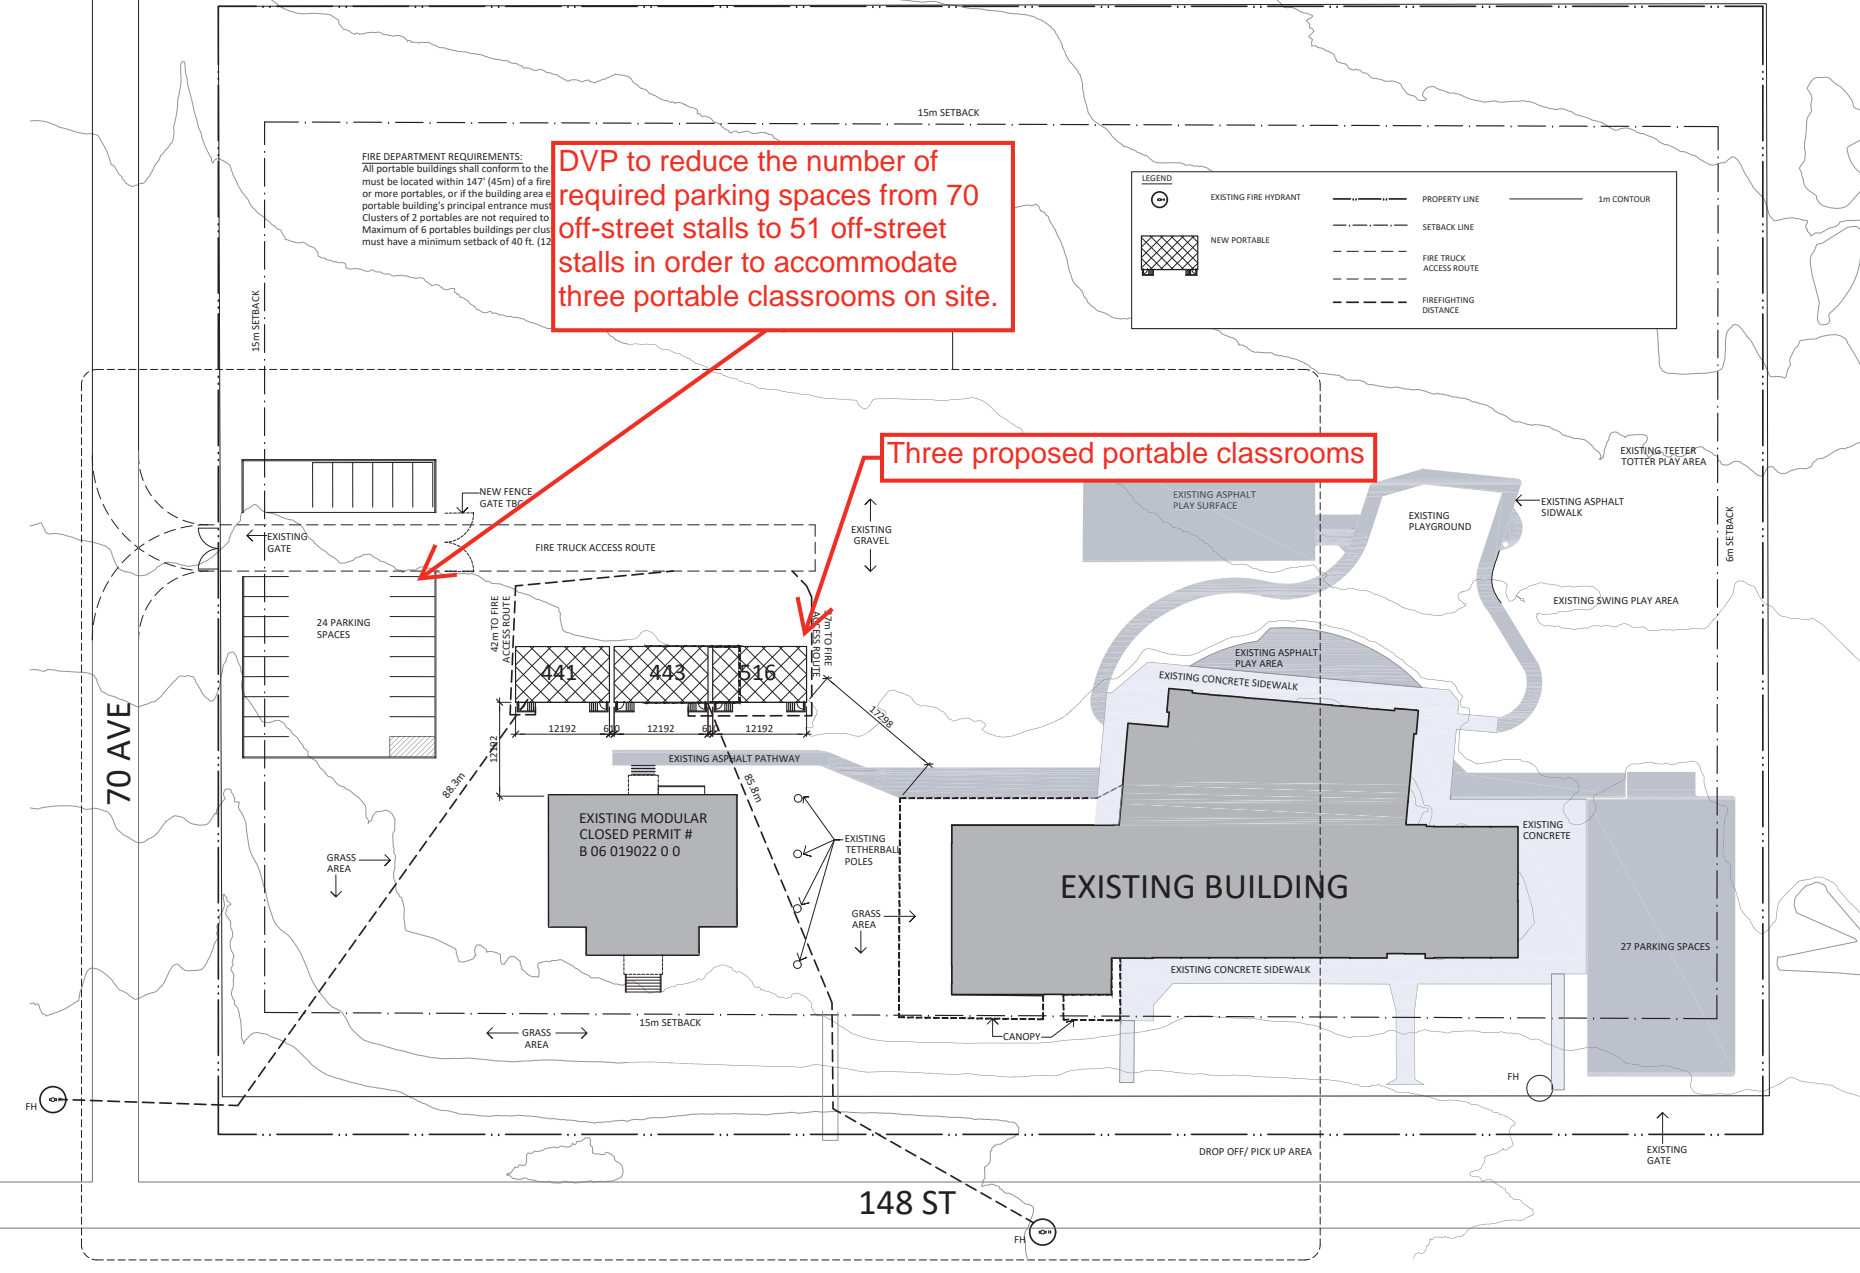 15m SETBACK
FIRE DEPARTMENT REQUIREMENTS:
All portable buildings shall conform to the
must be located within 147' (45m) of a fire
or more portables, or if the building area e
portable building's principal entrance must
Clusters of 2 portables are not required to
Maximum of 6 portables buildings per clus
must have a minimum setback of 40 ft. (12
DVP to reduce the number of
required parking spaces from 70
off-street stalls to 51 off-street
stalls in order to accommodate
three portable classrooms on site.
LEGEND
EXISTING FIRE HYDRANT
NEW PORTABLE
PROPERTY LINE
SETBACK LINE
FIRE TRUCK
ACCESS ROUTE
FIREFIGHTING
DISTANCE
1m CONTOUR
15m SETBACK
Three proposed portable classrooms
EXISTING TEETER
TOTTER PLAY AREA
NEW FENCE
GATE TBC
EXISTING
GATE
FIRE TRUCK ACCESS ROUTE
EXISTING
GRAVEL
EXISTING ASPHALT
PLAY SURFACE
EXISTING
PLAYGROUND
EXISTING ASPHALT
SIDWALK
6m SETBACK
24 PARKING
SPACES
42m TO FIRE
ACCESS ROUTE
7m TO FIRE
ACCESS ROUTE
EXISTING SWING PLAY AREA
441
443
516
EXISTING ASPHALT
PLAY AREA
EXISTING CONCRETE SIDEWALK
17298
12192
610
12192
610
12192
12192
70 AVE
EXISTING ASPHALT PATHWAY
88.3m
85.8m
EXISTING MODULAR
CLOSED PERMIT #
B 06 019022 0 0
EXISTING
TETHERBALL
POLES
EXISTING
CONCRETE
GRASS
AREA
EXISTING BUILDING
GRASS
AREA
27 PARKING SPACES
EXISTING CONCRETE SIDEWALK
15m SETBACK
GRASS
AREA
CANOPY
FH
FH
DROP OFF/ PICK UP AREA
EXISTING
GATE
148 ST
FH